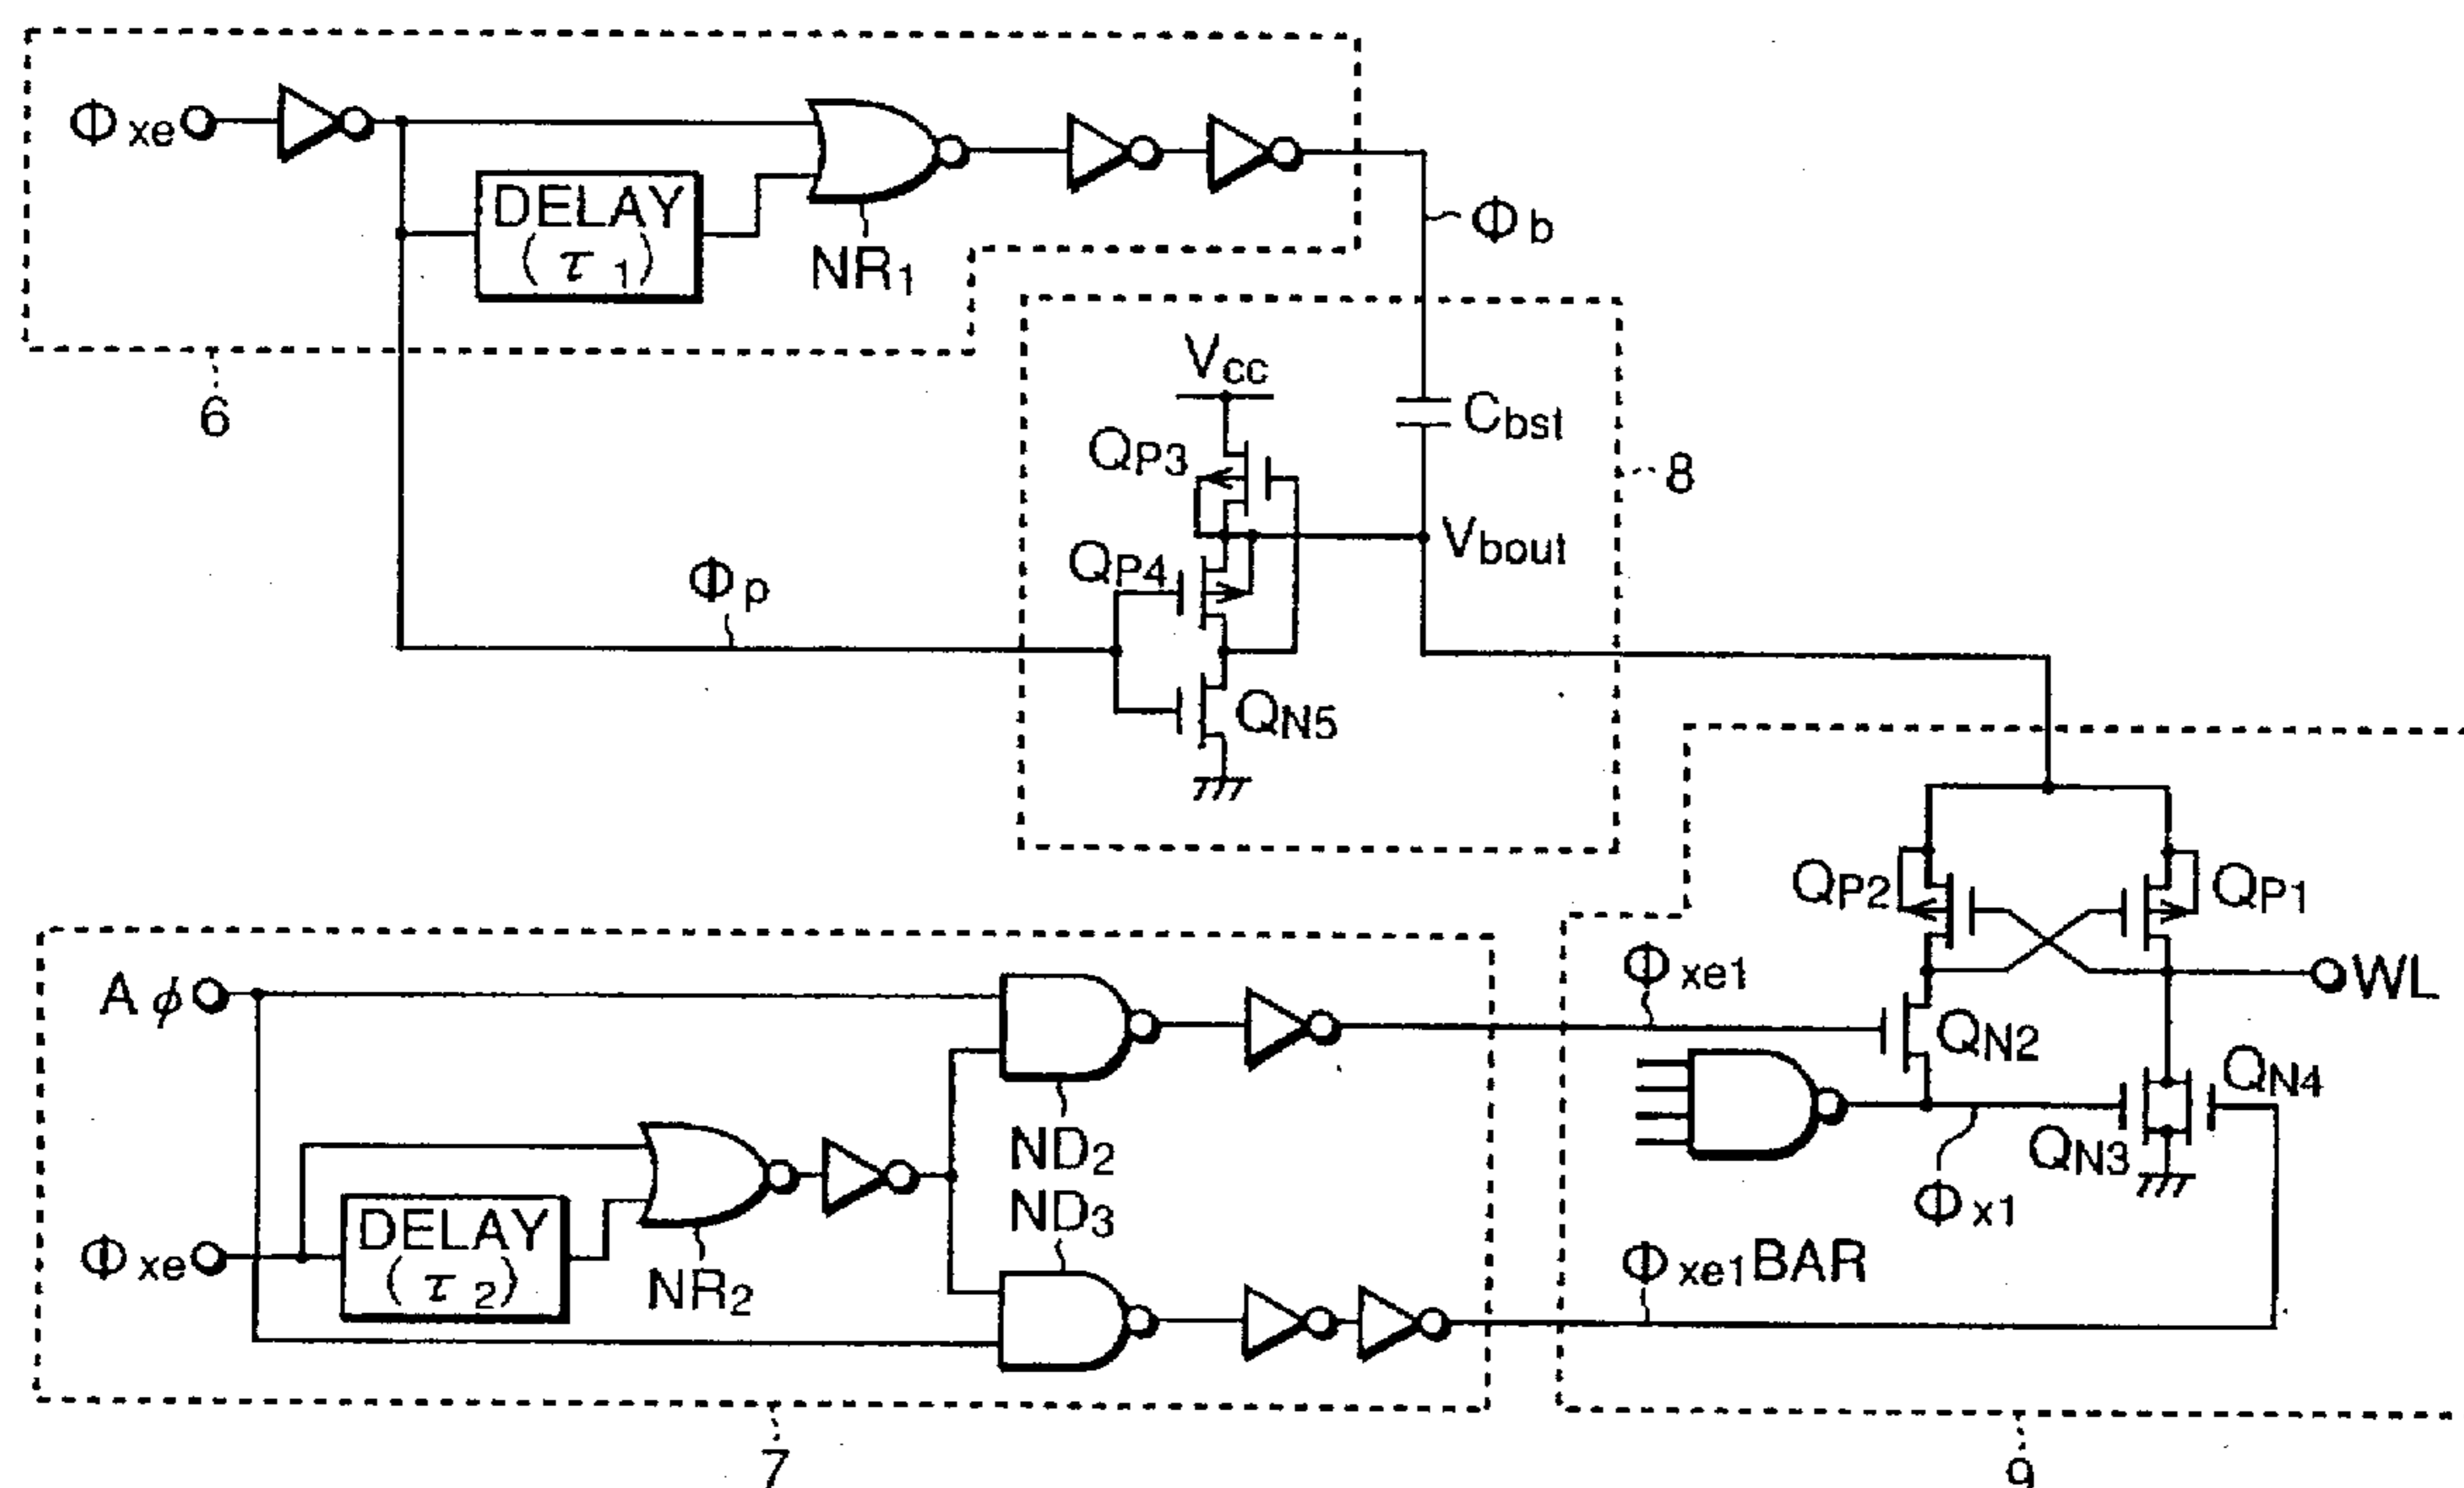 Φxe
DELAY
(τ1)
NR1
Φb
6
Vcc
Cbst
QP3
8
Vbout
QP4
Φp
QN5
QP2
QP1
Aϕ
Φxe1
WL
QN2
QN4
ND2
QN3
ND3
Φx1
DELAY
(τ2)
Φxe
NR2
Φxe1BAR
7
9